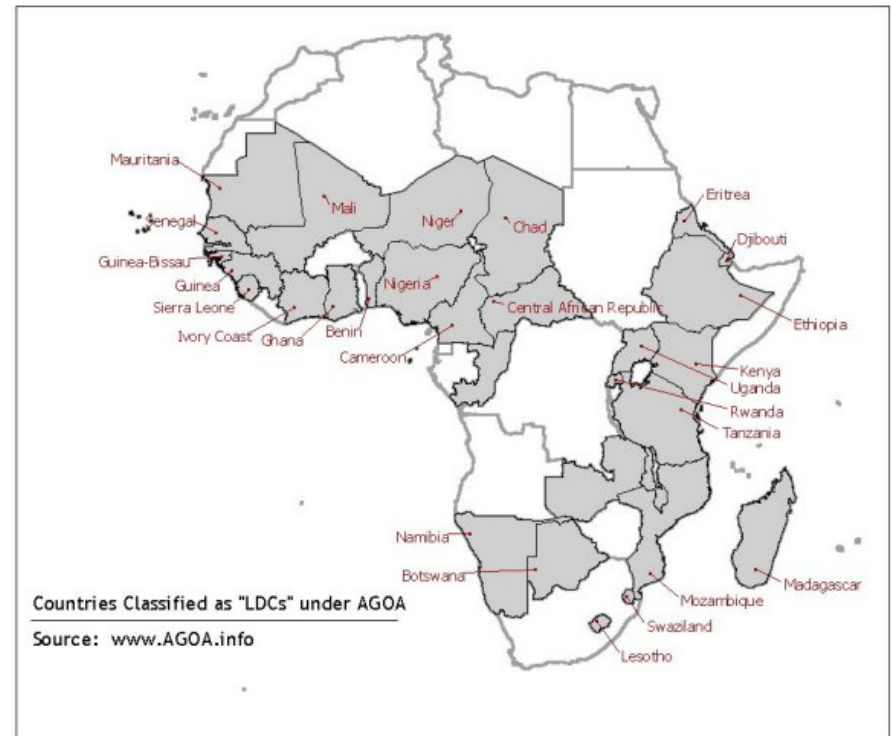 Mauritania
Mali
Niger
Chad
Eritrea
Senegal
Djibouti
Guinea-Bissau
Guinea
Nigeria
Sierra Leone
Central African Republic
Ivory Coast
Ghana
Benin
Ethiopia
Cameroon
Kenya
Uganda
Rwanda
Tanzania
Namibia
Botswana
Madagascar
Mozambique
Swaziland
Lesotho
Countries Classified as "LDCs" under AGOA
Source: www.AGOA.info